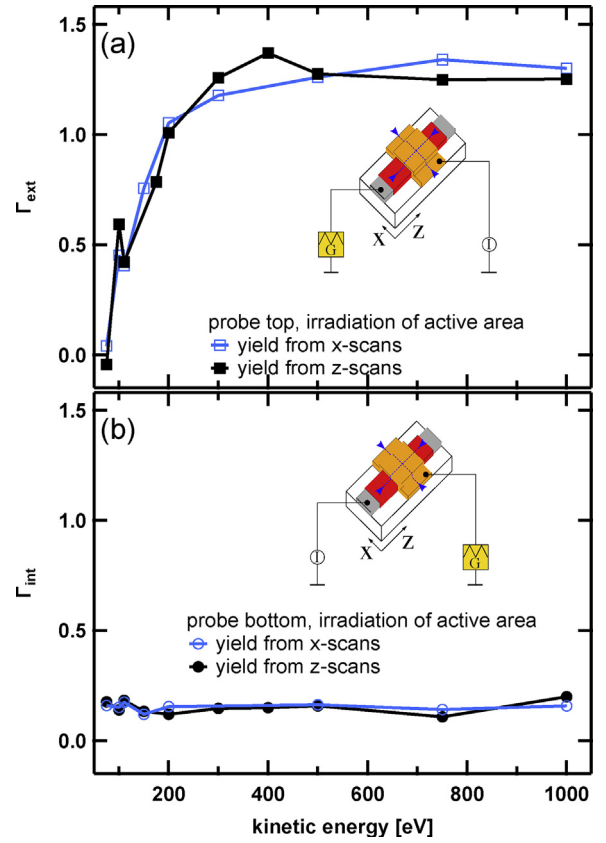 (a)
1.5
1.0
0.5
0.0
Γext
X
Z
G
I
probe top, irradiation of active area
yield from x-scans
yield from z-scans
(b)
1.5
1.0
0.5
0.0
Γint
X
Z
I
G
probe bottom, irradiation of active area
yield from x-scans
yield from z-scans
200 400 600 800 1000
kinetic energy [eV]